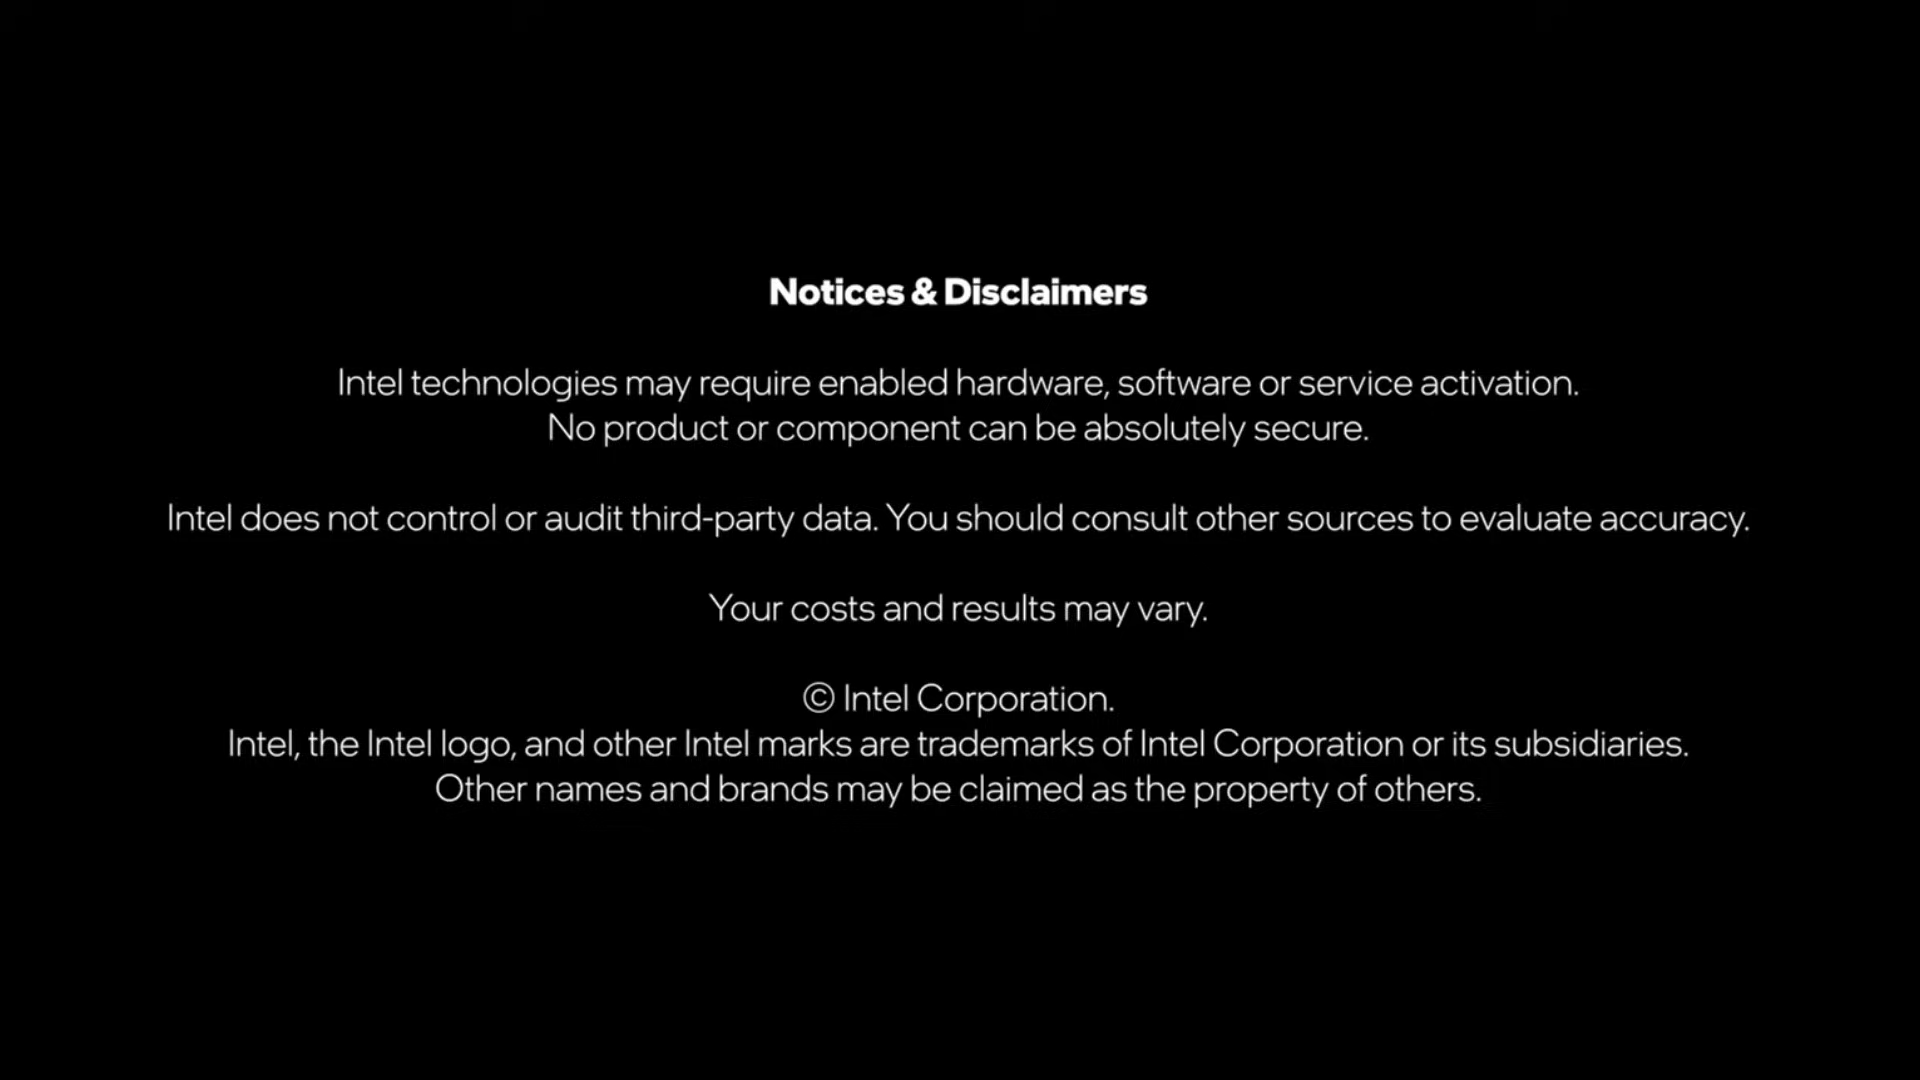 Notices & Disclaimers
Intel technologies may require enabled hardware, software or service activation.
No product or component can be absolutely secure.
Intel does not control or audit third-party data. You should consult other sources to evaluate accuracy.
Your costs and results may vary.
© Intel Corporation.
Intel, the Intel logo, and other Intel marks are trademarks of Intel Corporation or its subsidiaries.
Other names and brands may be claimed as the property of others.